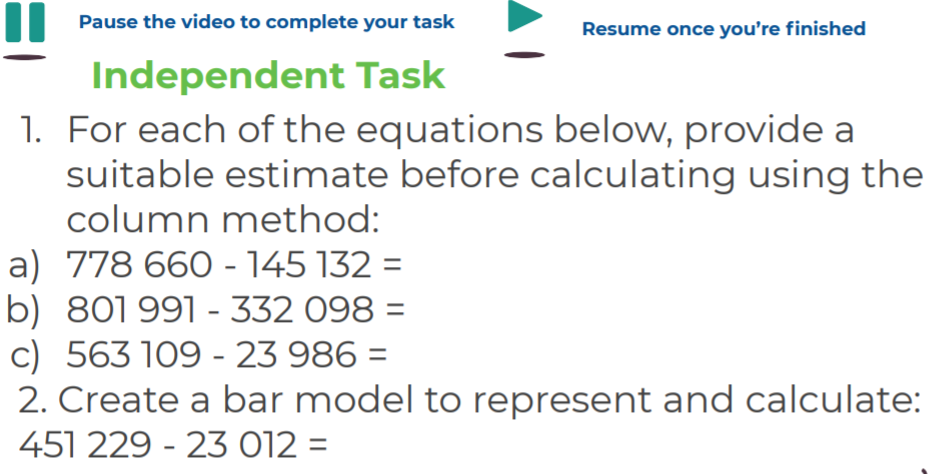 Pause the video to complete your task
Resume once you're finished
Independent Task
1. For each of the equations below, provide a
suitable estimate before calculating using the
column method:
a) 778 660 - 145 132 =
b) 801 991 - 332 098 =
c) 563 109 - 23 986 =
2. Create a bar model to represent and calculate:
451 229 - 23 012 =